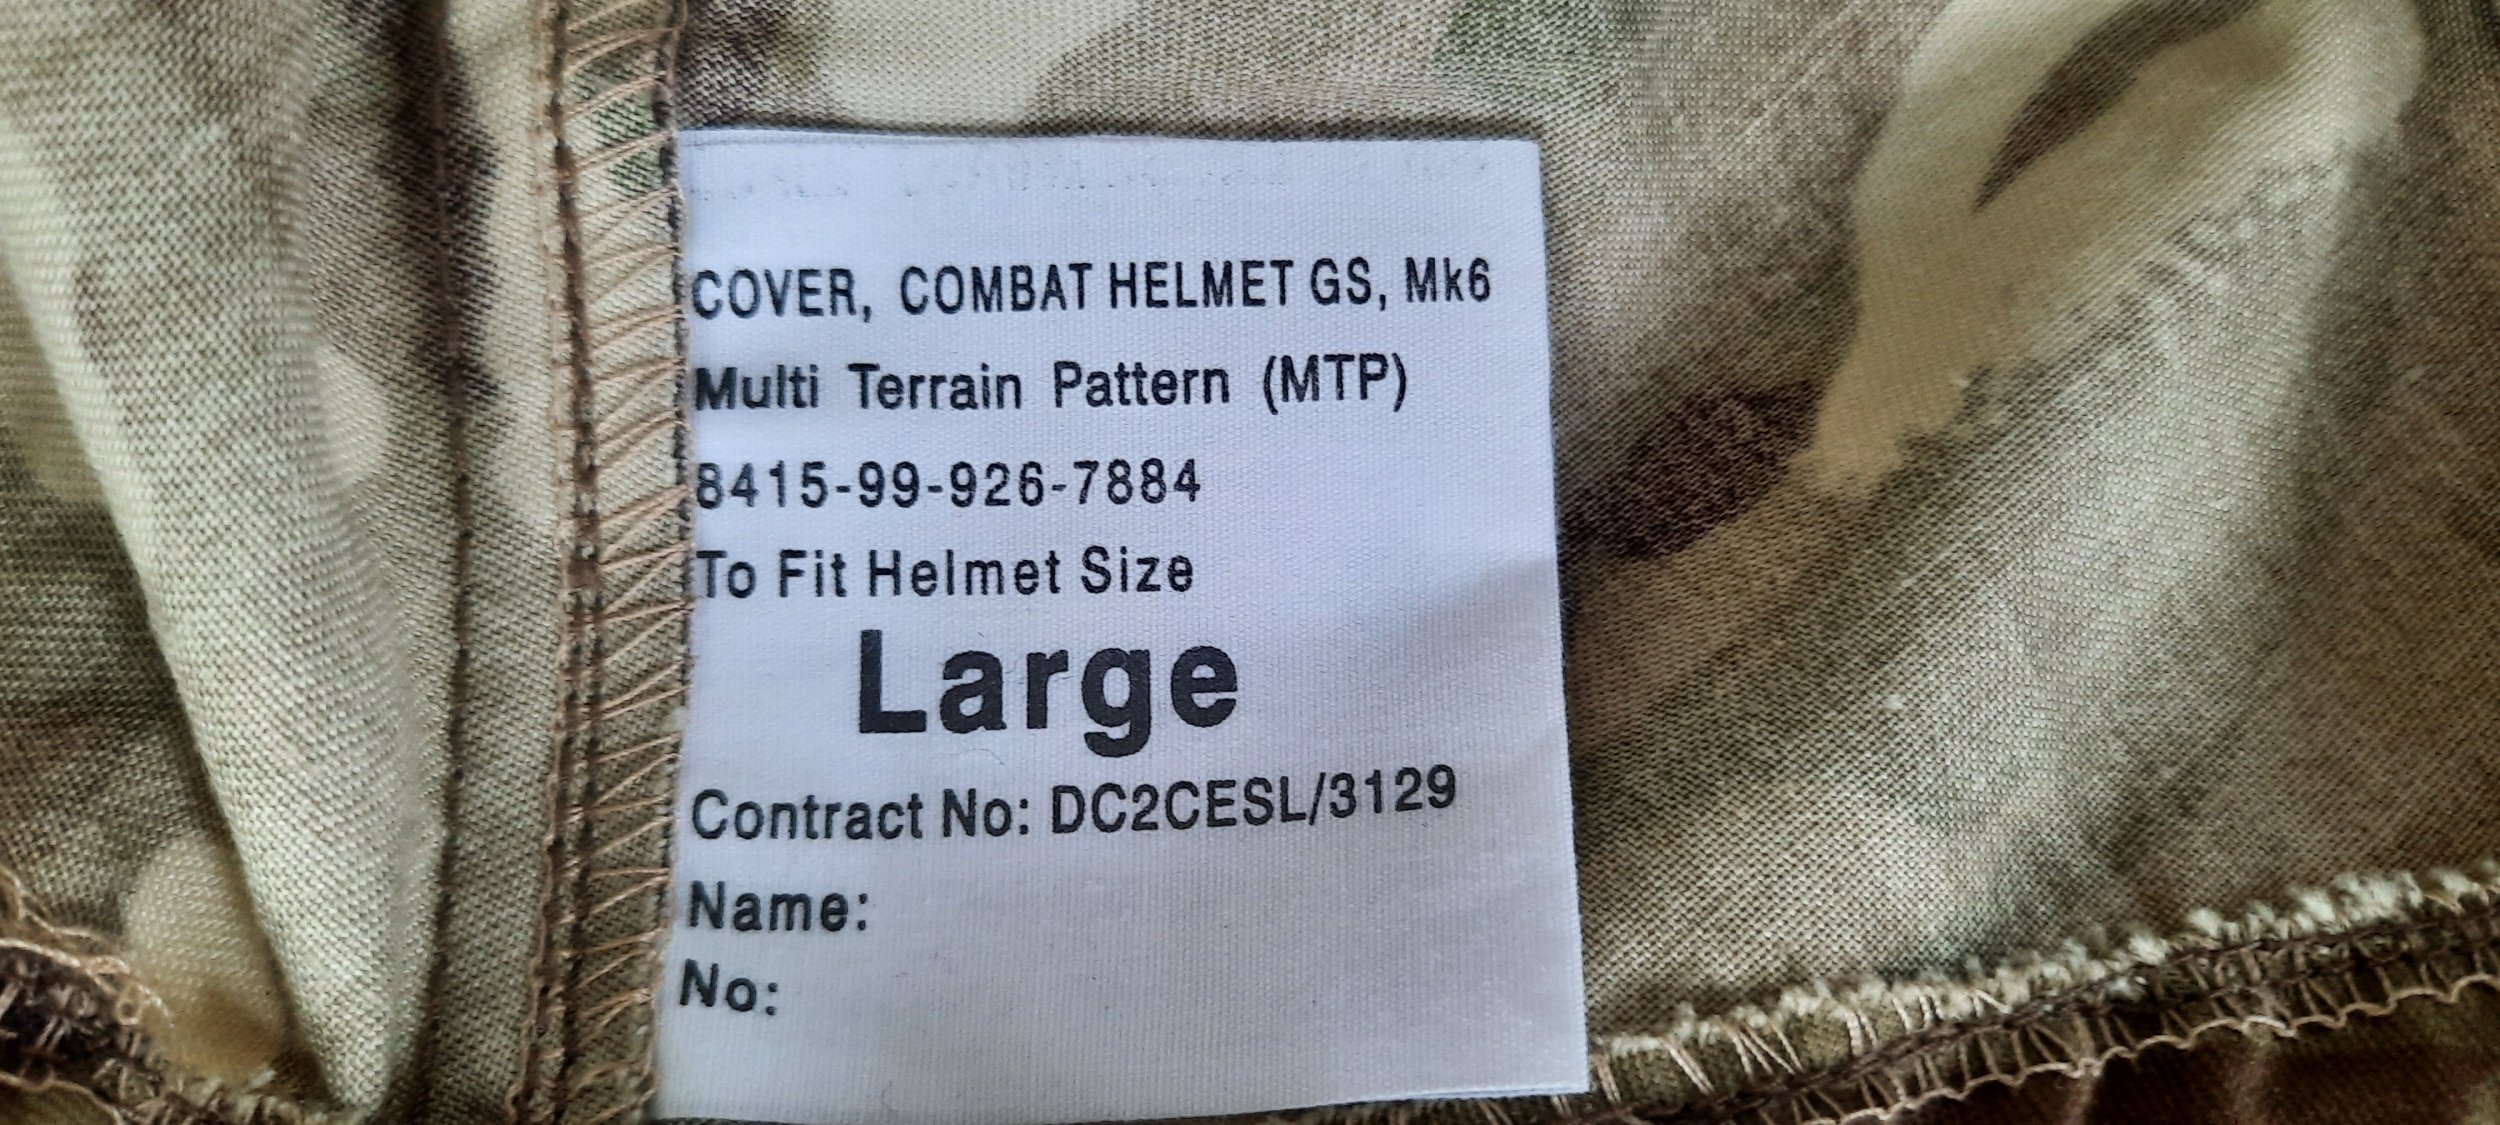 COVER, COMBAT HELMET GS, Mk6
Multi Terrain Pattern (MTP)
8415-99-926-7884
To Fit Helmet Size
Large
Contract No: DC2CESL/3129
Name:
No: